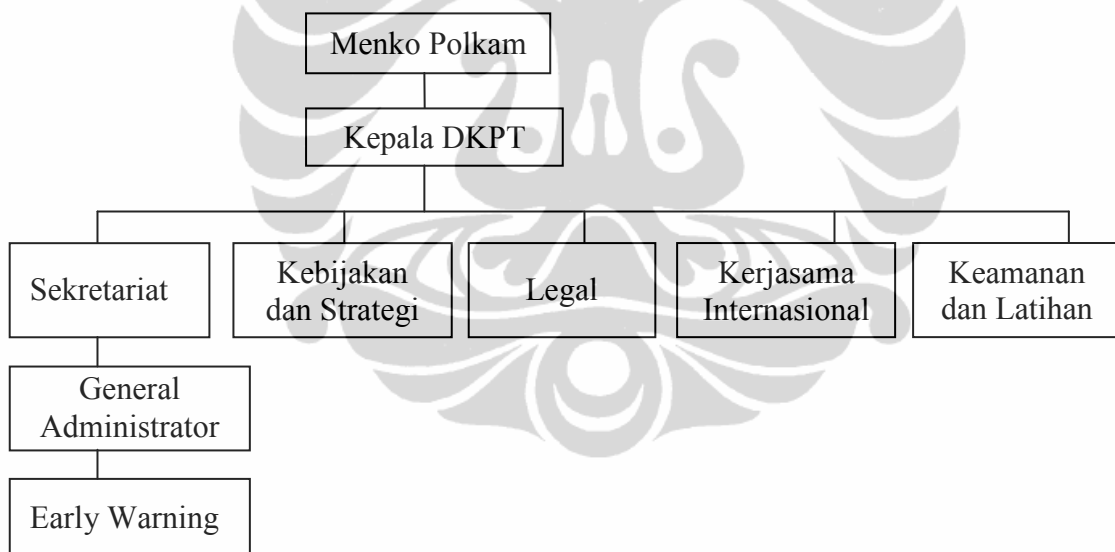 Menko Polkam
Kepala DKPT
Sekretariat
Kebijakan
dan Strategi
Legal
Kerjasama
Internasional
Keamanan
dan Latihan
General
Administrator
Early Warning